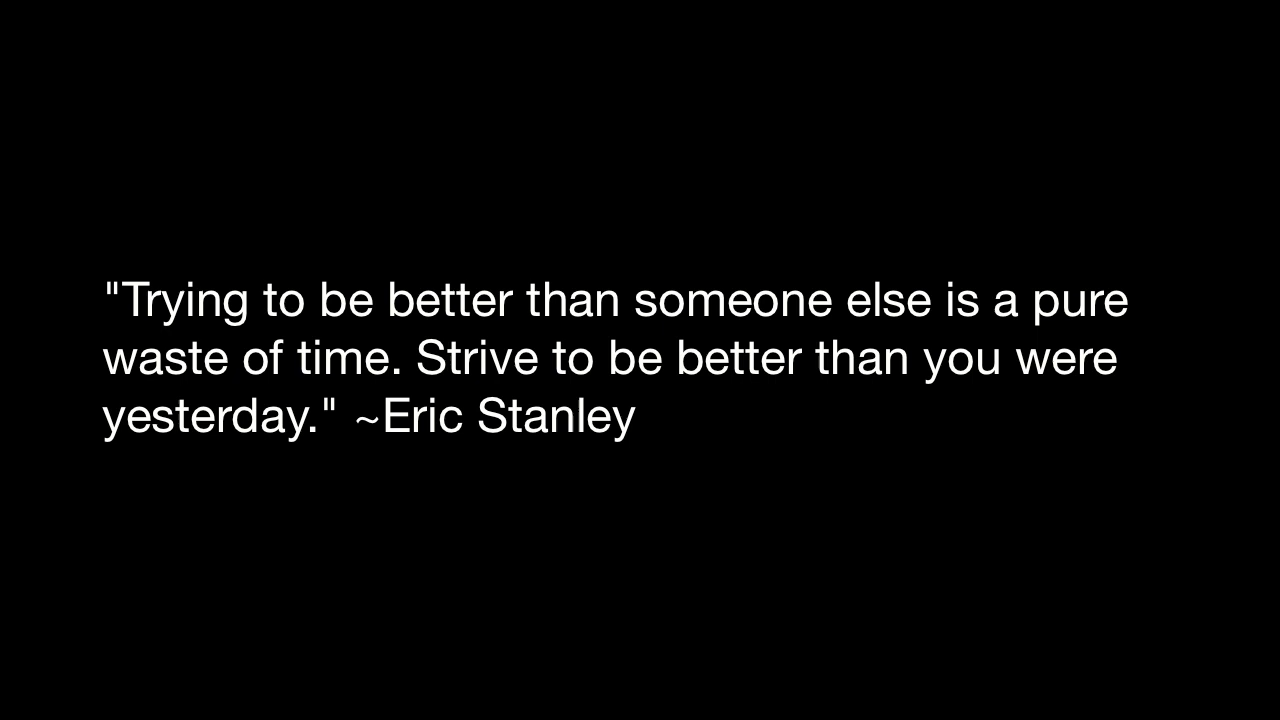 "Trying to be better than someone else is a pure
waste of time. Strive to be better than you were
yesterday." ~Eric Stanley